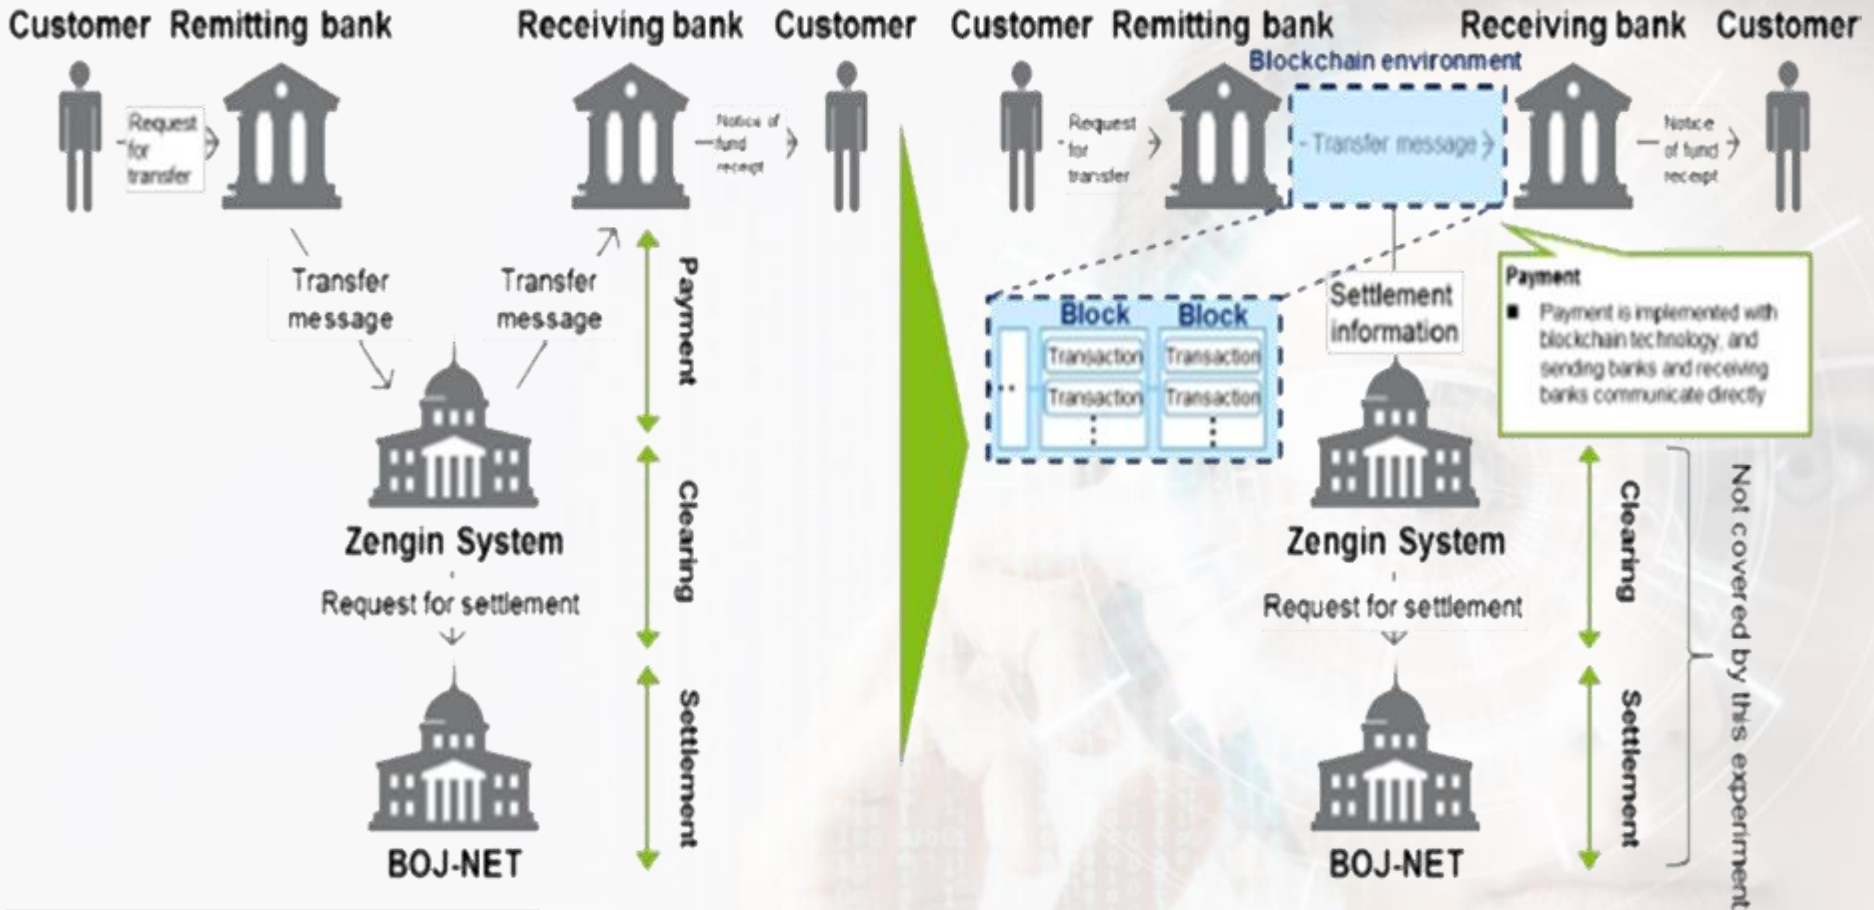 Customer Remitting bank Receiving bank Customer
Request
for
transfer
Notice of
fund
receipt
Transfer
message
Transfer
message
Payment
Zengin System
Clearing
Request for settlement
Settlement
BOJ-NET
Customer Remitting bank Receiving bank Customer
Blockchain environment
Request
for
transfer
Transfer message
Notice
of fund
receipt
Block Block
Transaction Transaction
Transaction Transaction
Settlement
information
Payment
Payment is implemented with
blockchain technology, and
sending banks and receiving
banks communicate directly
Zengin System
Clearing
Request for settlement
Settlement
BOJ-NET
Not covered by this experiment